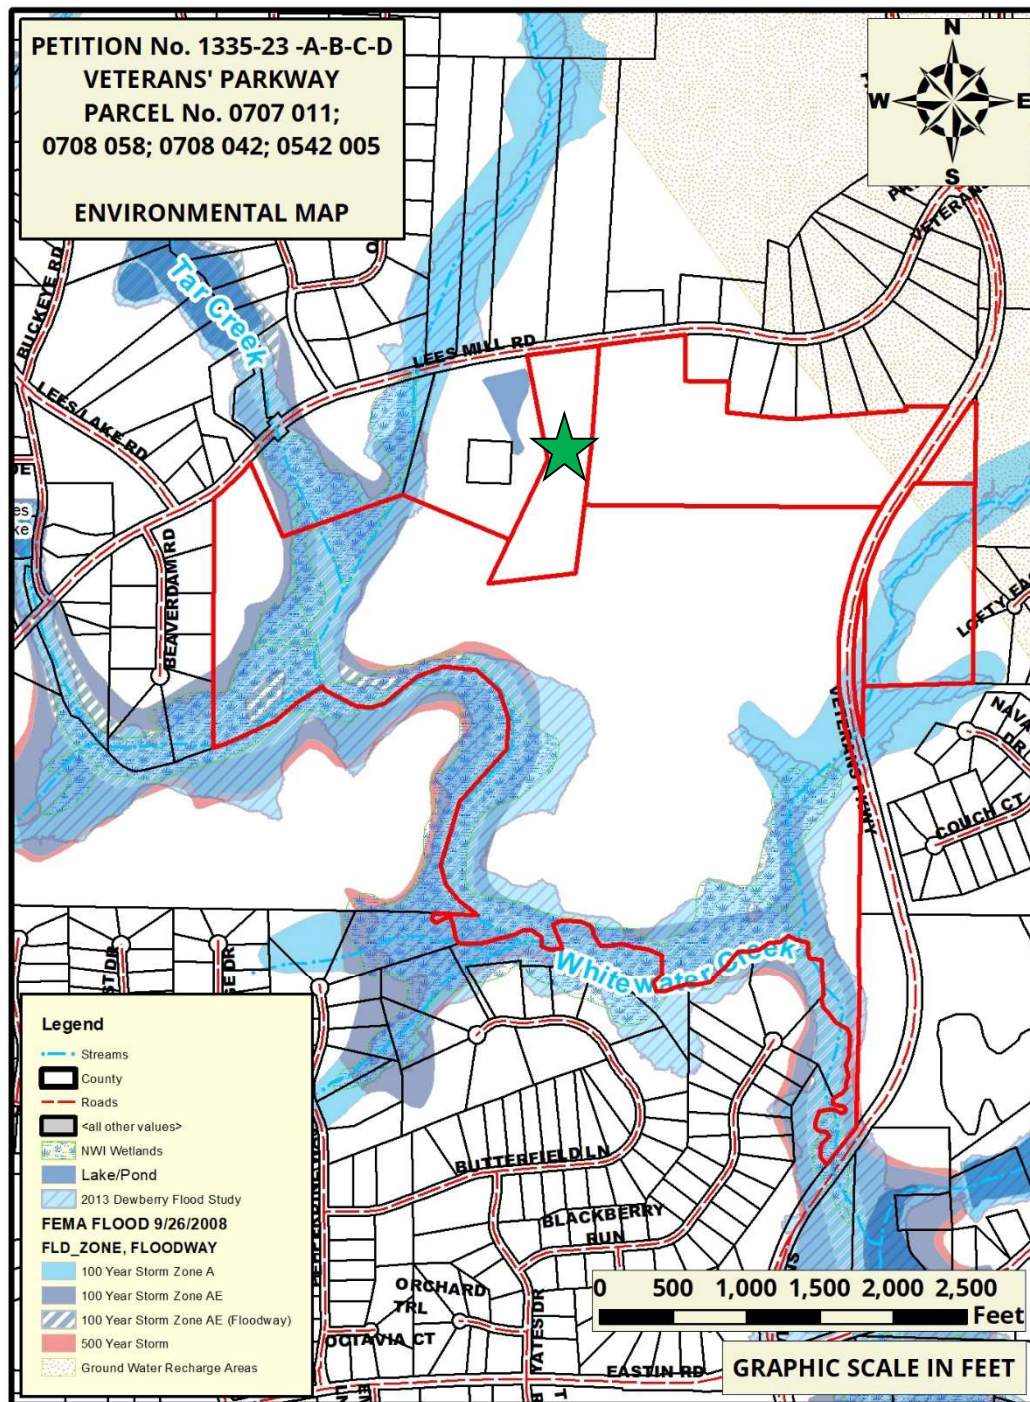 PETITION No. 1335-23 -A-B-C-D
VETERANS' PARKWAY
PARCEL No. 0707 011;
0708 058; 0708 042; 0542 005
ENVIRONMENTAL MAP
N
W
E
S
VETERANS
BUCKEYE RD
Tar Creek
LEES MILL RD
LEES LAKE RD
BEAVERDAM RD
VETERANS PKWY
DR
COUCH CT
Whitewater Creek
BUTTERFIELD LN
BLACKBERRY
RUN
ORCHARD
TRL
OCTAVIA CT
YATES DR
EASTIN RD
Legend
Streams
County
Roads
<all other values>
NWI Wetlands
Lake/Pond
2013 Dewberry Flood Study
FEMA FLOOD 9/26/2008
FLD_ZONE, FLOODWAY
100 Year Storm Zone A
100 Year Storm Zone AE
100 Year Storm Zone AE (Floodway)
500 Year Storm
Ground Water Recharge Areas
0 500 1,000 1,500 2,000 2,500
Feet
GRAPHIC SCALE IN FEET